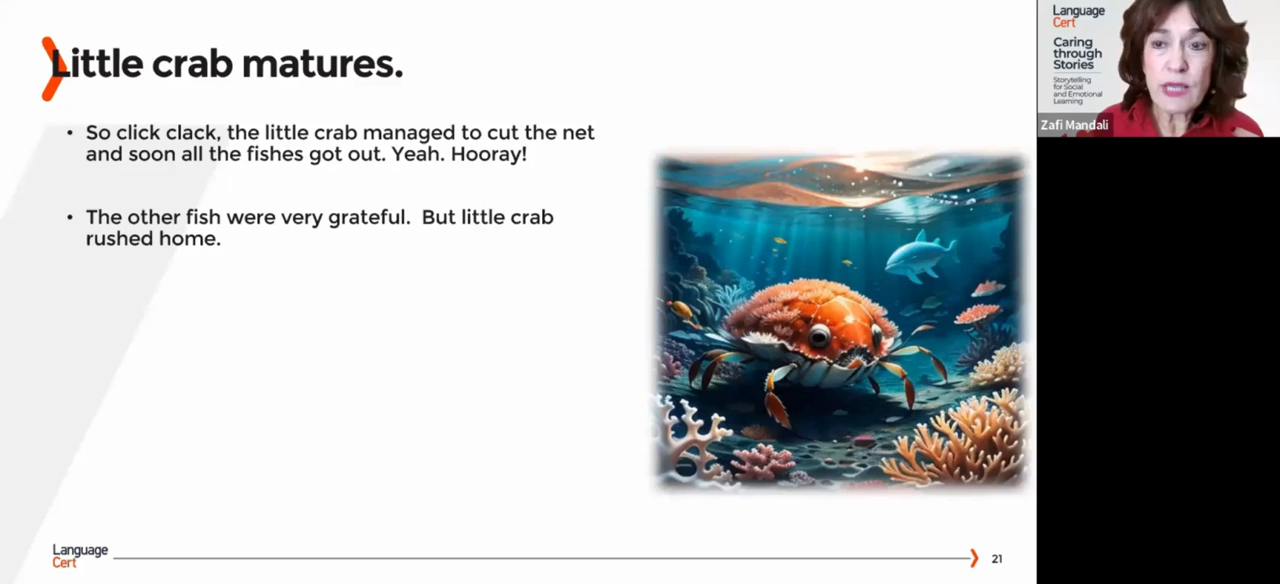 Little crab matures.
• So click clack, the little crab managed to cut the net
and soon all the fishes got out. Yeah. Hooray!
• The other fish were very grateful.  But little crab
rushed home.
Language
Cert
21
Language
Cert
Caring
through
Stories
Storytelling
for Social
and Emotional
Learning
Zafi Mandali